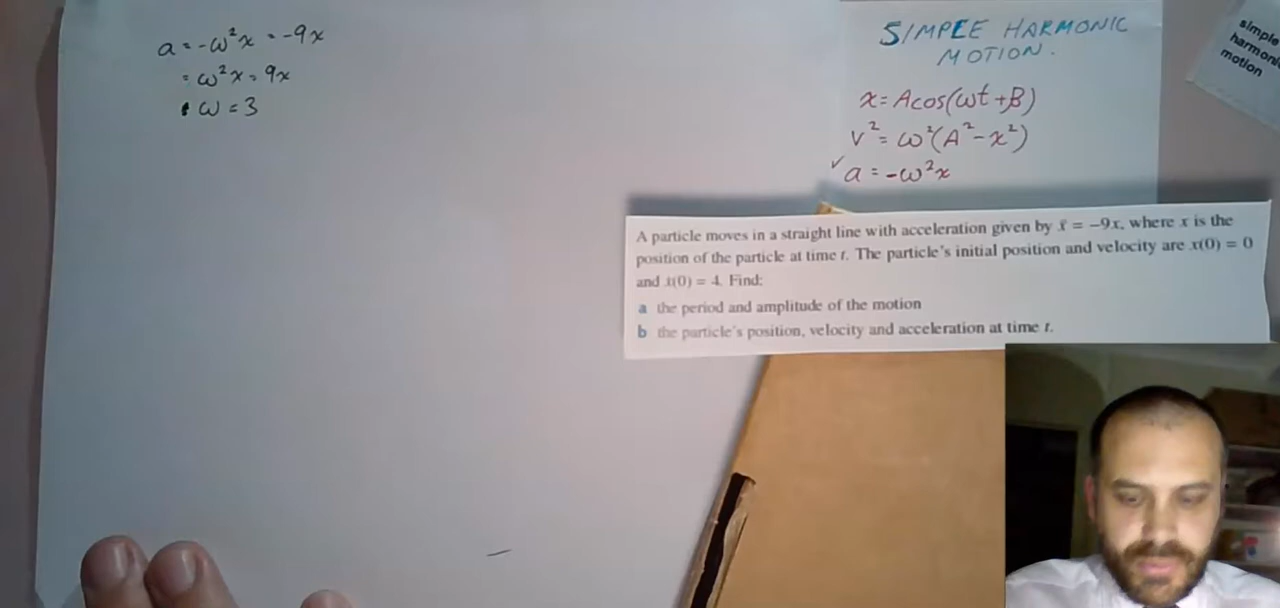 a = -ω²x = -9x
= ω²x = 9x
ω = 3
SIMPLE HARMONIC
MOTION.
x = Acos(ωt + β)
v² = ω²(A² - x²)
✓ a = -ω²x
simple
harmonic
motion
A particle moves in a straight line with acceleration given by ẍ = −9x, where x is the
position of the particle at time t. The particle's initial position and velocity are x(0) = 0
and ẋ(0) = 4. Find:
a the period and amplitude of the motion
b the particle's position, velocity and acceleration at time t.